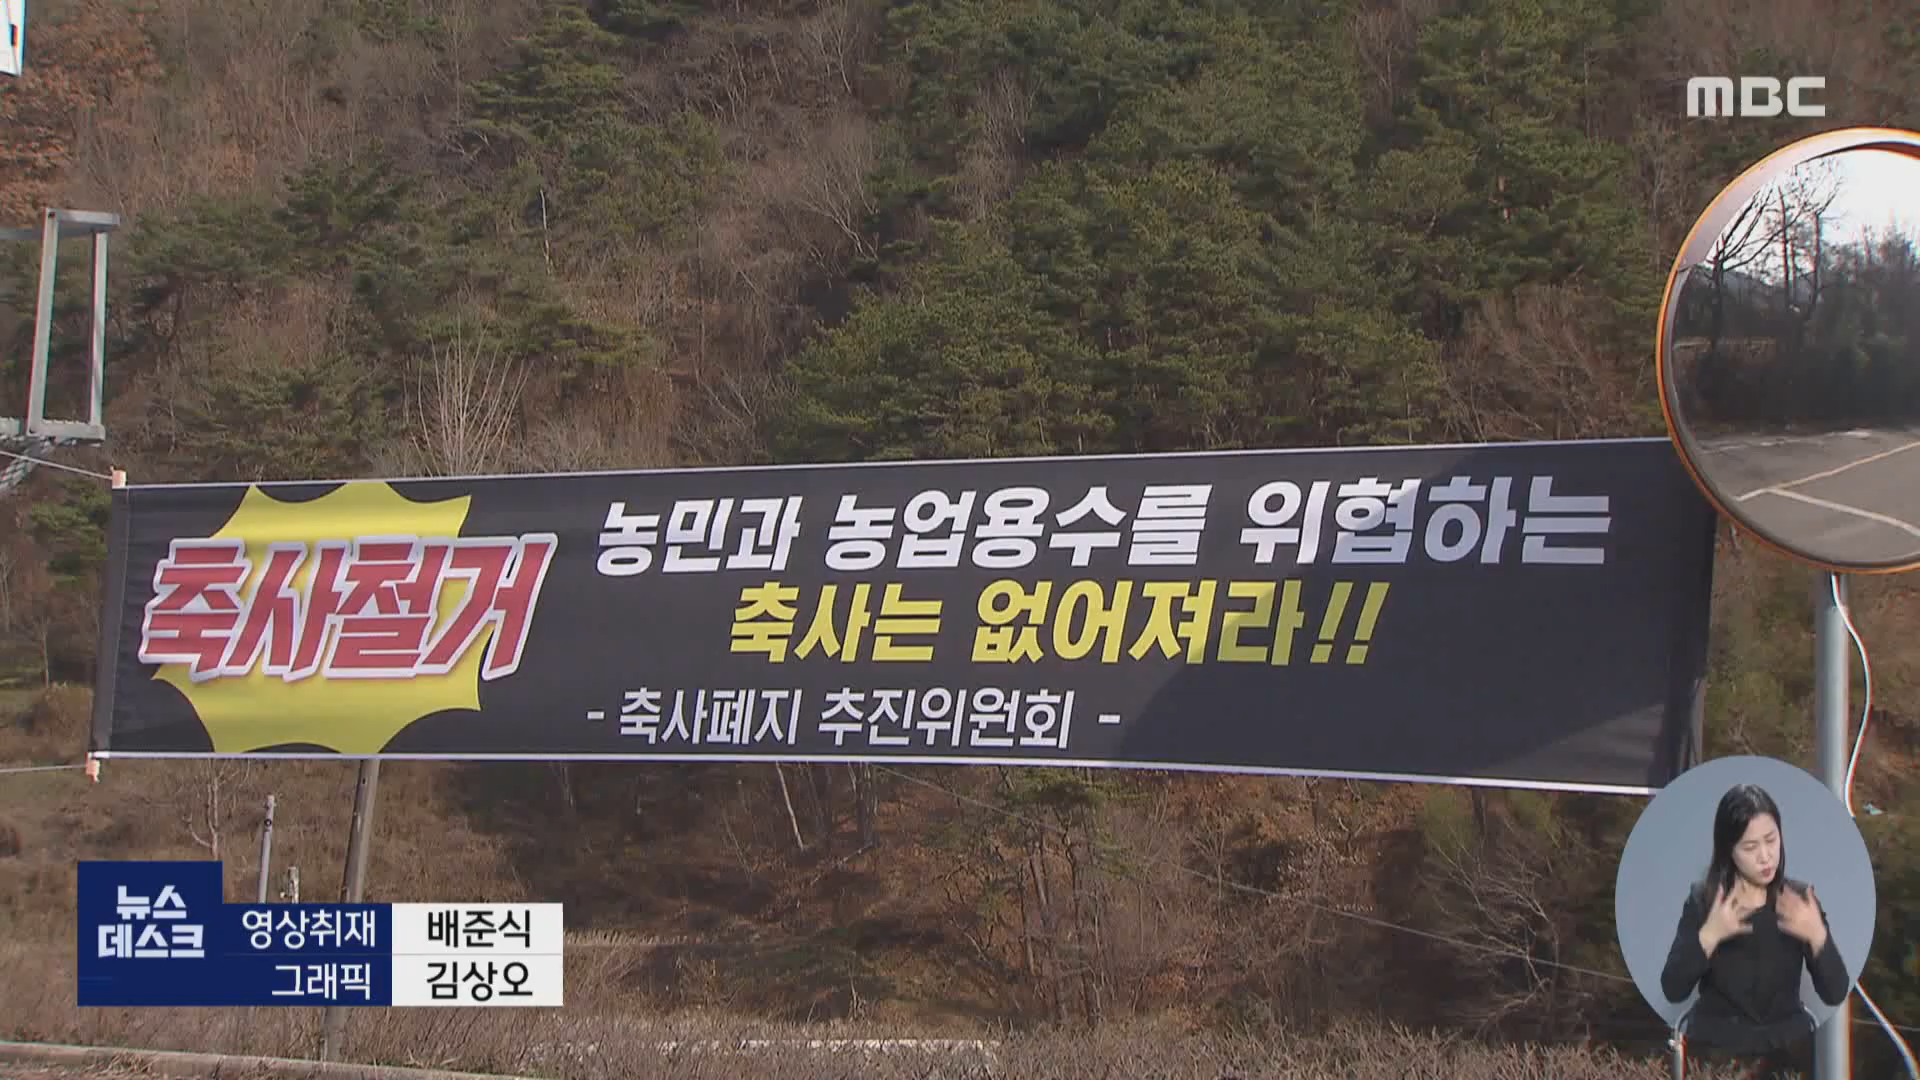 MBC
축사철거
농민과 농업용수를 위협하는
축사는 없어져라!!
- 축사폐지 추진위원회 -
뉴스
데스크
영상취재 배준식
그래픽 김상오